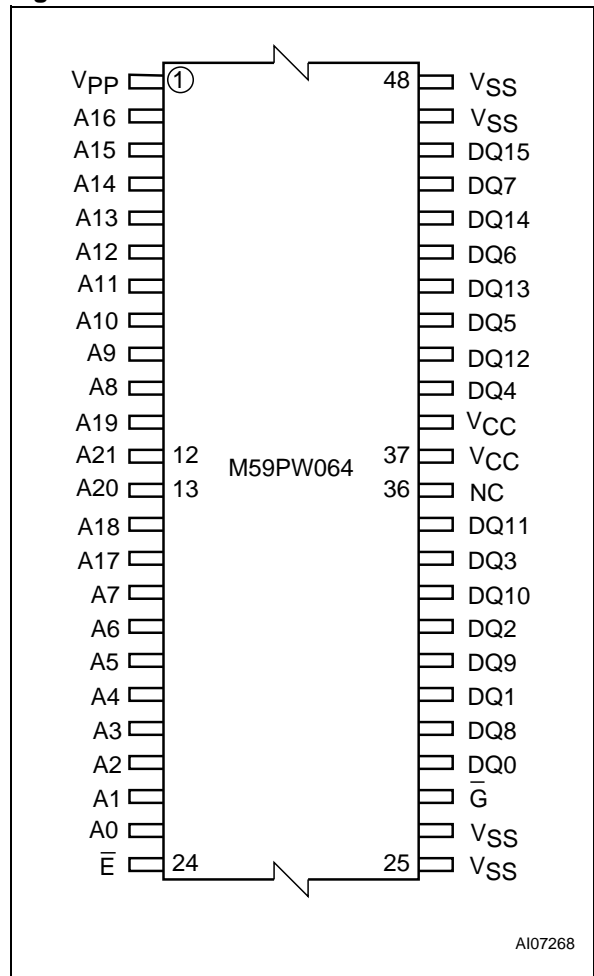 VPP ① 48 VSS
A16 VSS
A15 DQ15
A14 DQ7
A13 DQ14
A12 DQ6
A11 DQ13
A10 DQ5
A9 DQ12
A8 DQ4
A19 VCC
A21 12 M59PW064 37 VCC
A20 13 36 NC
A18 DQ11
A17 DQ3
A7 DQ10
A6 DQ2
A5 DQ9
A4 DQ1
A3 DQ8
A2 DQ0
A1 G̅
A0 VSS
E̅ 24 25 VSS
AI07268